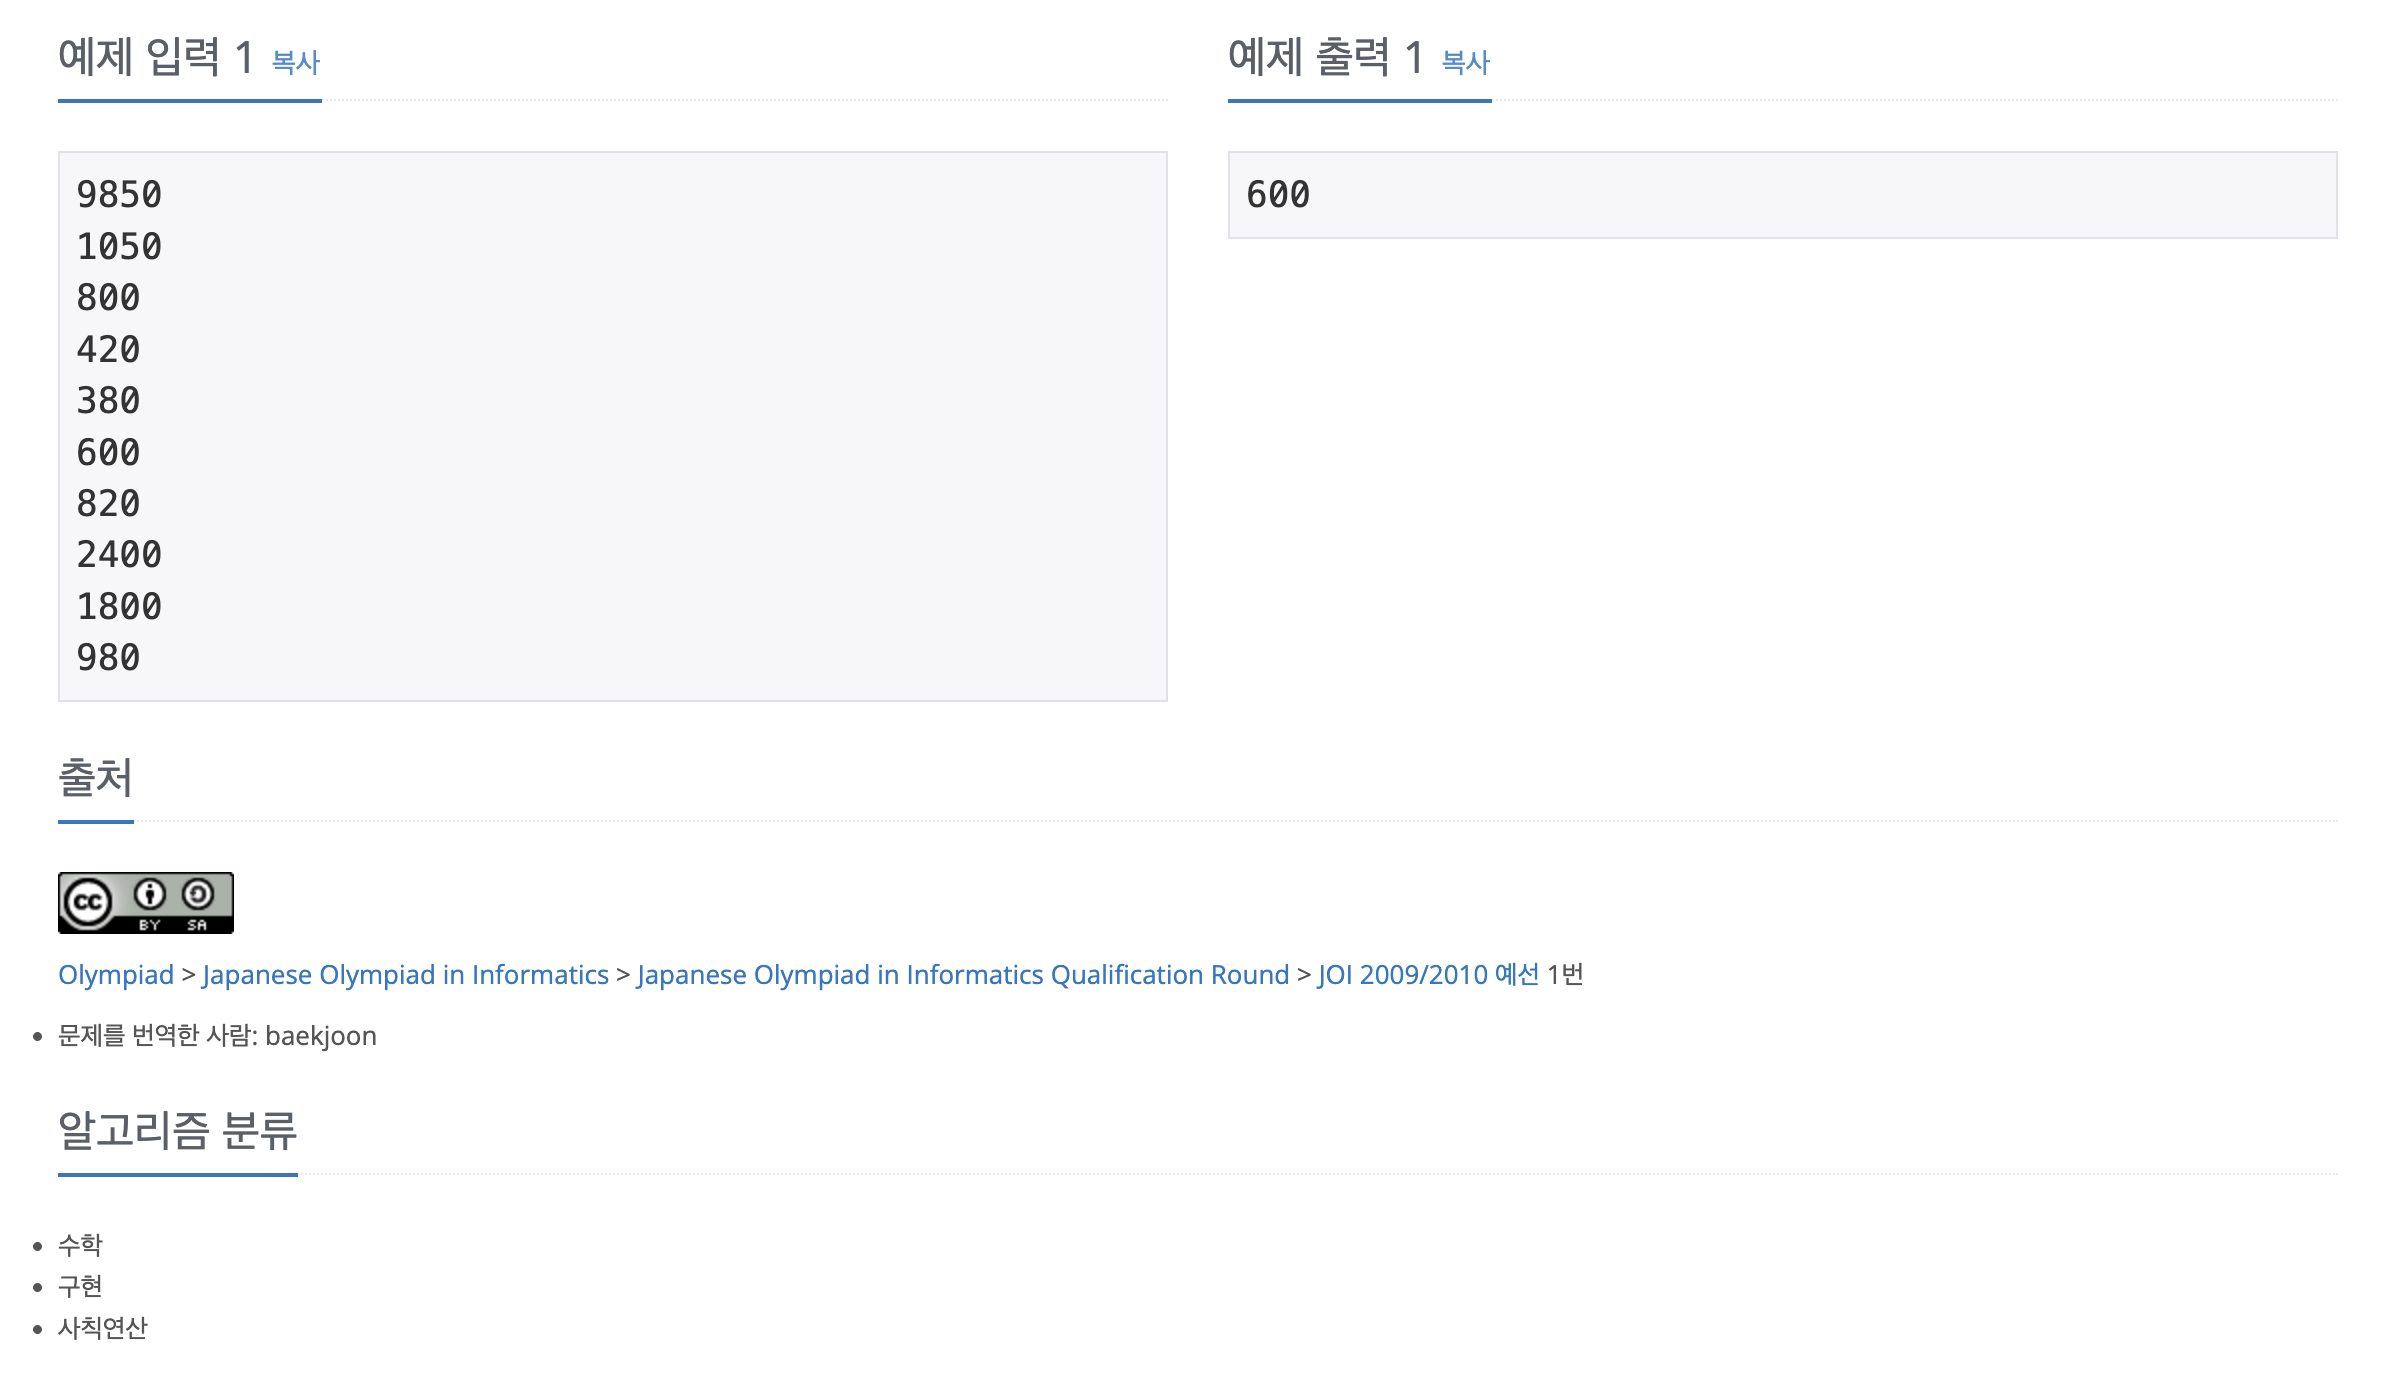 예제 입력 1 복사
9850
1050
800
420
380
600
820
2400
1800
980
예제 출력 1 복사
600
출처
cc BY SA
Olympiad > Japanese Olympiad in Informatics > Japanese Olympiad in Informatics Qualification Round > JOI 2009/2010 예선 1번
• 문제를 번역한 사람: baekjoon
알고리즘 분류
• 수학
• 구현
• 사칙연산